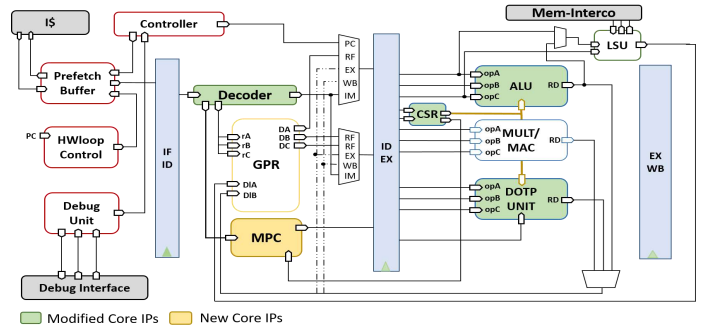 I$
Controller
Mem-Interco
LSU
Prefetch
Buffer
PC
HWloop
Control
Debug
Unit
Debug Interface
IF
ID
Decoder
rA
rB
rC
DA
DB
DC
GPR
DIA
DIB
MPC
PC
RF
EX
WB
IM
RF
RF
EX
WB
IM
ID
EX
CSR
opA
opB
opC
ALU
RD
opA
opB
opC
MULT/
MAC
RD
opA
opB
opC
DOTP
UNIT
RD
EX
WB
Modified Core IPs
New Core IPs